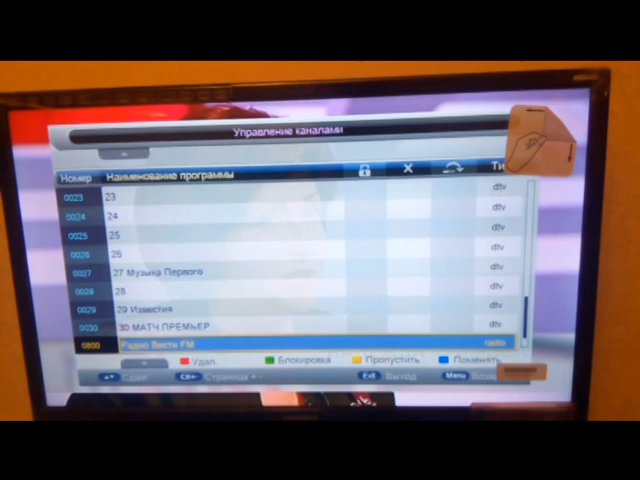 Управление каналами
Номер Наименование программы
0023 23 dtv
0024 24 dtv
0025 25 dtv
0026 26 dtv
0027 27 Музыка Первого dtv
0028 28 dtv
0029 29 Известия dtv
0030 30 МАТЧ ПРЕМЬЕР dtv
0800 Радио Вести FM radio
Удал. Блокировка Пропустить Поменять
Сдвиг CH Страница + - Exit Выход Menu